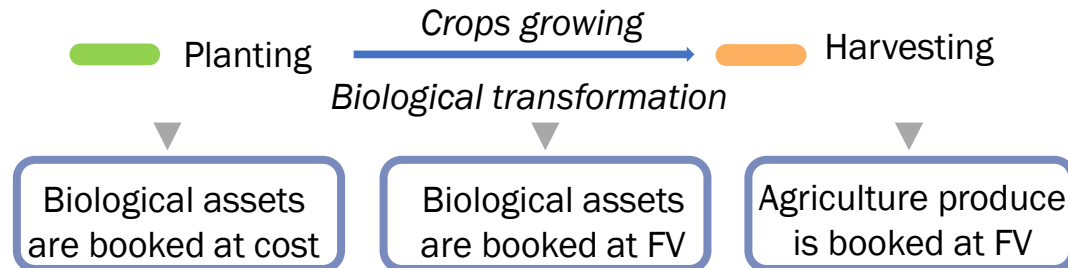 Crops growing
Planting
Harvesting
Biological transformation
Biological assets
are booked at cost
Biological assets
are booked at FV
Agriculture produce
is booked at FV